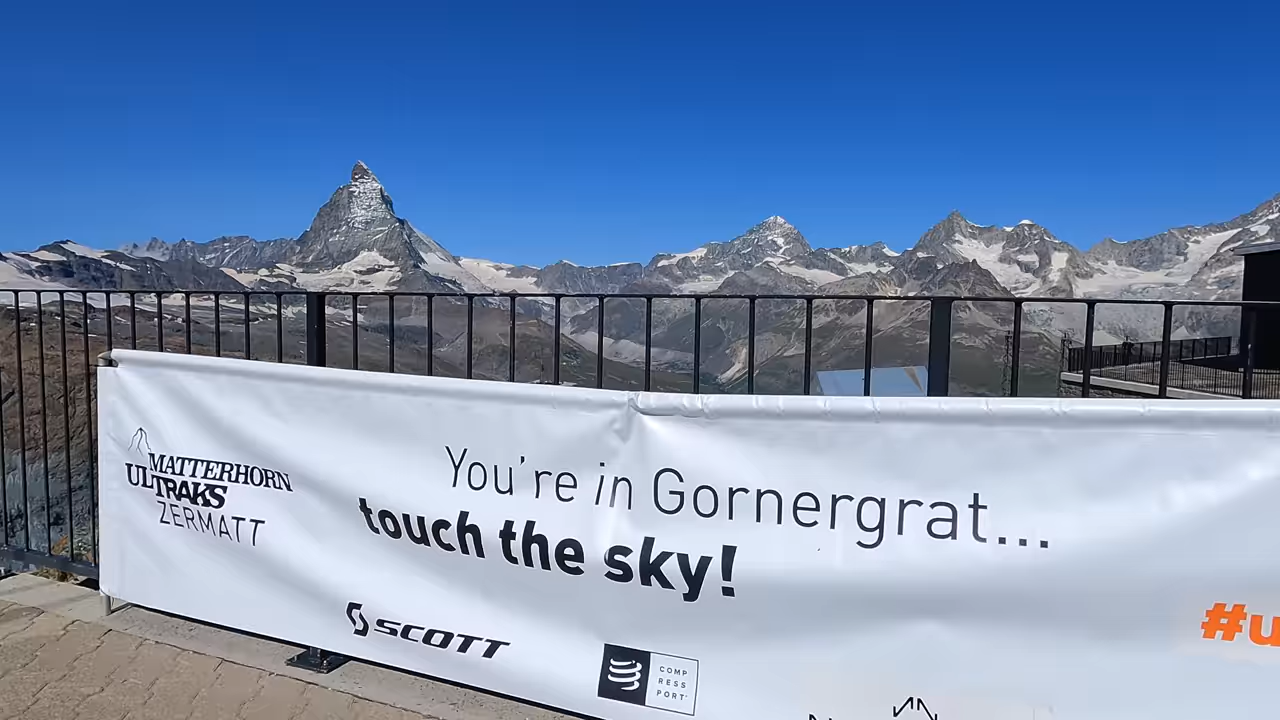 MATTERHORN
ULTRAKS
ZERMATT
You're in Gornergrat...
touch the sky!
SCOTT
COMP
RESS
PORT
#u